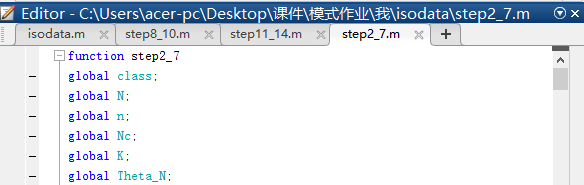 Editor - C:\Users\acer-pc\Desktop\课件\模式作业\我\isodata\step2_7.m
isodata.m step8_10.m step11_14.m step2_7.m
function step2_7
global class;
global N;
global n;
global Nc;
global K;
global Theta_N;